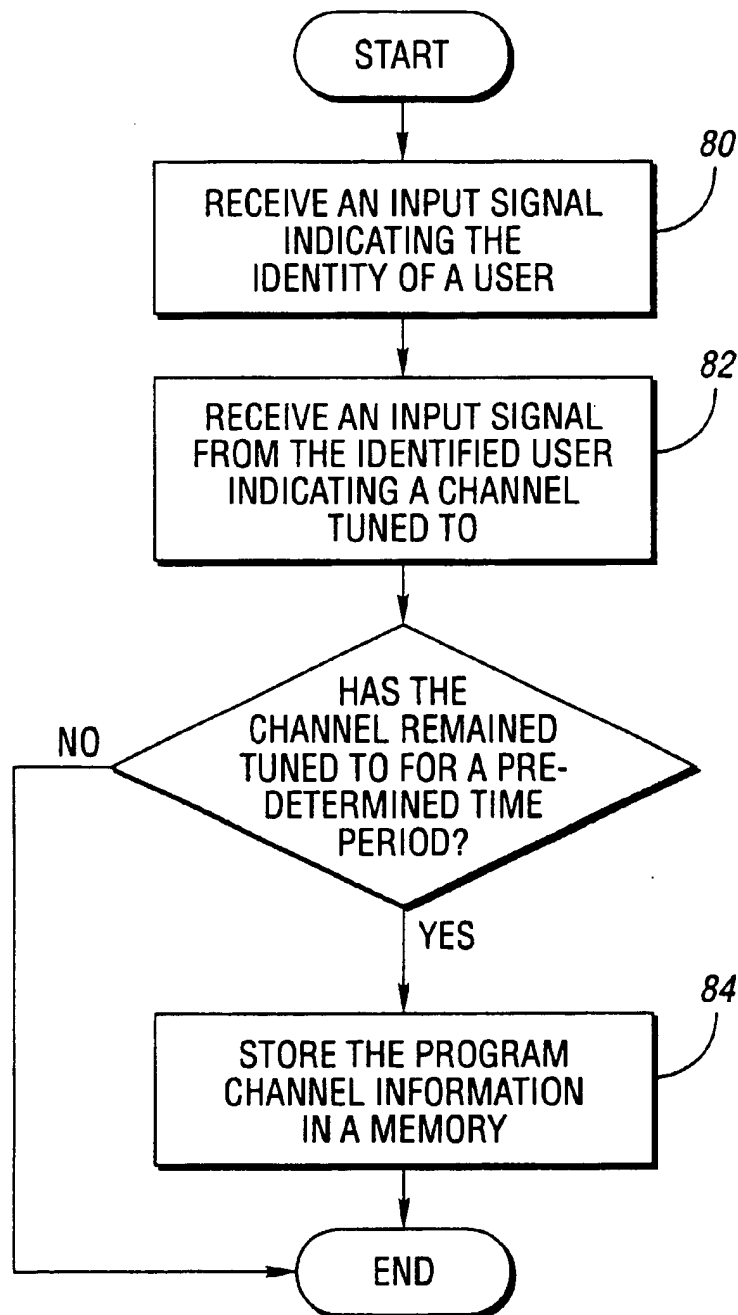 START
80
RECEIVE AN INPUT SIGNAL
INDICATING THE
IDENTITY OF A USER
82
RECEIVE AN INPUT SIGNAL
FROM THE IDENTIFIED USER
INDICATING A CHANNEL
TUNED TO
HAS THE
CHANNEL REMAINED
TUNED TO FOR A PRE-
DETERMINED TIME
PERIOD?
NO
YES
84
STORE THE PROGRAM
CHANNEL INFORMATION
IN A MEMORY
END